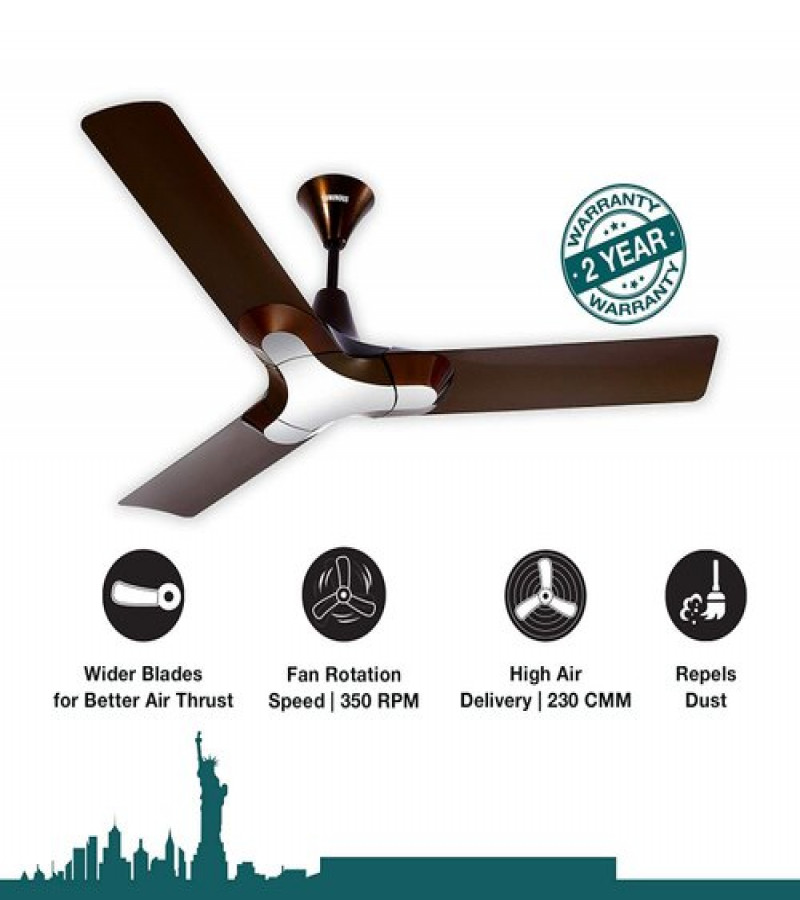 WARRANTY
2 YEAR
WARRANTY
Wider Blades
for Better Air Thrust
Fan Rotation
Speed | 350 RPM
High Air
Delivery | 230 CMM
Repels
Dust